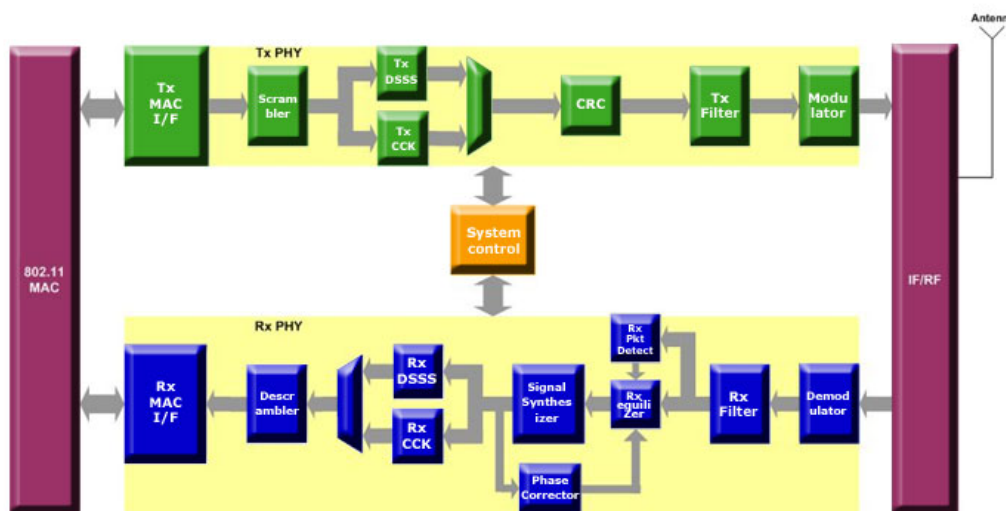 Antenn
Tx PHY
Tx
MAC
I/F
Scram
bler
Tx
DSSS
Tx
CCK
CRC
Tx
Filter
Modu
lator
System
control
802.11
MAC
IF/RF
Rx PHY
Rx
MAC
I/F
Descr
ambler
Rx
DSSS
Rx
CCK
Signal
Synthes
izer
Rx
Pkt
Detect
Rx
equili
Zer
Rx
Filter
Demod
ulator
Phase
Corrector